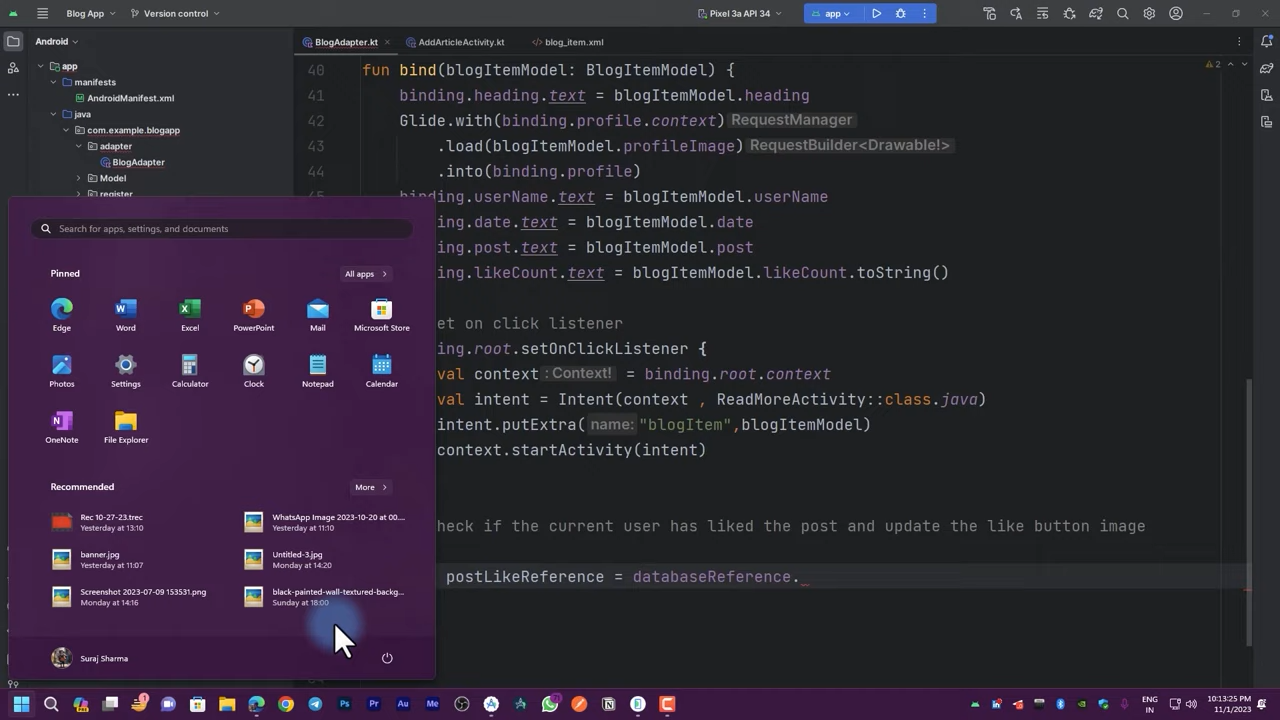 Blog App
Version control
Pixel 3a API 34
app
Android
BlogAdapter.kt
AddArticleActivity.kt
blog_item.xml
app
manifests
AndroidManifest.xml
java
com.example.blogapp
adapter
BlogAdapter
Model
register
40 fun bind(blogItemModel: BlogItemModel) {
2
41 binding.heading.text = blogItemModel.heading
42 Glide.with(binding.profile.context) RequestManager
43 .load(blogItemModel.profileImage) RequestBuilder<Drawable!>
44 .into(binding.profile)
45 binding.userName.text = blogItemModel.userName
ng.date.text = blogItemModel.date
ng.post.text = blogItemModel.post
ng.likeCount.text = blogItemModel.likeCount.toString()
et on click listener
ng.root.setOnClickListener {
val context : Context! = binding.root.context
val intent = Intent(context , ReadMoreActivity::class.java)
intent.putExtra( name: "blogItem",blogItemModel)
context.startActivity(intent)
heck if the current user has liked the post and update the like button image
postLikeReference = databaseReference.
Search for apps, settings, and documents
Pinned
All apps
Edge
Word
Excel
PowerPoint
Mail
Microsoft Store
Photos
Settings
Calculator
Clock
Notepad
Calendar
OneNote
File Explorer
Recommended
More
Rec 10-27-23.trec
Yesterday at 13:10
WhatsApp Image 2023-10-20 at 00....
Yesterday at 11:10
banner.jpg
Yesterday at 11:07
Untitled-3.jpg
Monday at 14:20
Screenshot 2023-07-09 153531.png
Monday at 14:16
black-painted-wall-textured-backg...
Sunday at 18:00
Suraj Sharma
ENG
IN
10:13:25 PM
11/1/2023